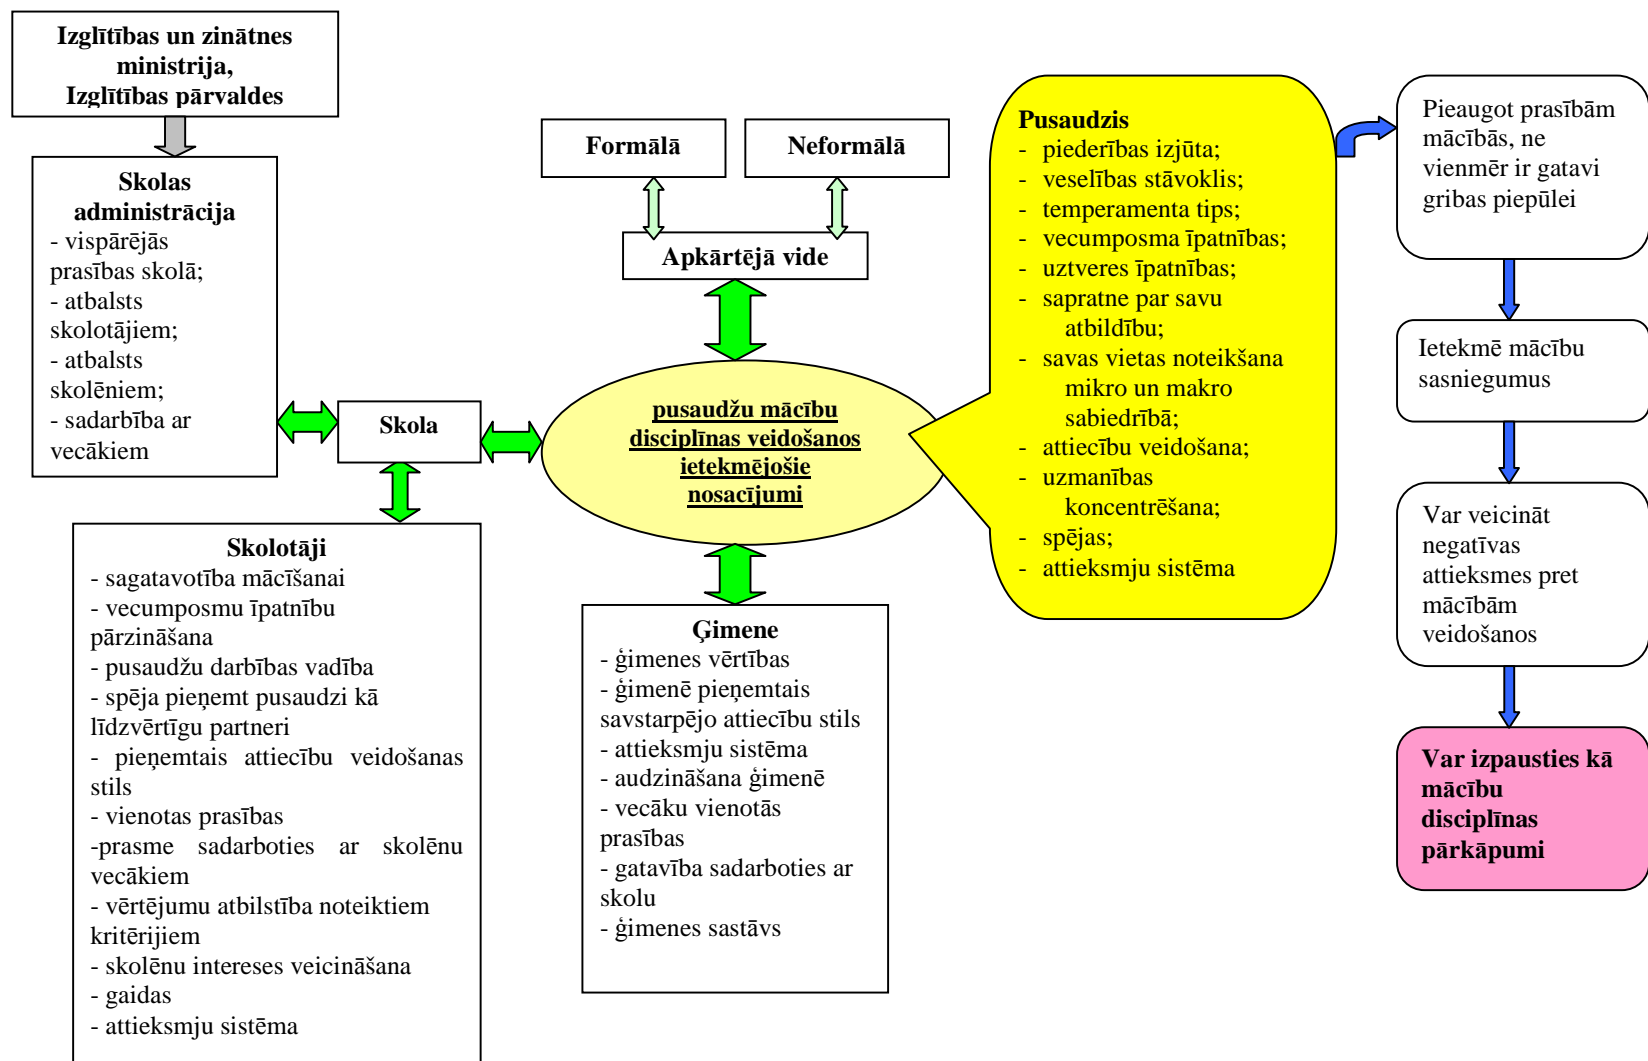 Izglītības un zinātnes
ministrija,
Izglītības pārvaldes
Skolas
administrācija
- vispārējās
prasības skolā;
- atbalsts
skolotājiem;
- atbalsts
skolēniem;
- sadarbība ar
vecākiem
Skola
Skolotāji
- sagatavotība mācīšanai
- vecumposmu īpatnību
pārzināšana
- pusaudžu darbības vadība
- spēja pieņemt pusaudzi kā
līdzvērtīgu partneri
- pieņemtais attiecību veidošanas
stils
- vienotas prasības
-prasme sadarboties ar skolēnu
vecākiem
- vērtējumu atbilstība noteiktiem
kritērijiem
- skolēnu intereses veicināšana
- gaidas
- attieksmju sistēma
Formālā
Neformālā
Apkārtējā vide
pusaudžu mācību
disciplīnas veidošanos
ietekmējošie
nosacījumi
Ģimene
- ģimenes vērtības
- ģimenē pieņemtais
savstarpējo attiecību stils
- attieksmju sistēma
- audzināšana ģimenē
- vecāku vienotās
prasības
- gatavība sadarboties ar
skolu
- ģimenes sastāvs
Pusaudzis
- piederības izjūta;
- veselības stāvoklis;
- temperamenta tips;
- vecumposma īpatnības;
- uztveres īpatnības;
- sapratne par savu
atbildību;
- savas vietas noteikšana
mikro un makro
sabiedrībā;
- attiecību veidošana;
- uzmanības
koncentrēšana;
- spējas;
- attieksmju sistēma
Pieaugot prasībām
mācībās, ne
vienmēr ir gatavi
gribas piepūlei
Ietekmē mācību
sasniegumus
Var veicināt
negatīvas
attieksmes pret
mācībām
veidošanos
Var izpausties kā
mācību
disciplīnas
pārkāpumi